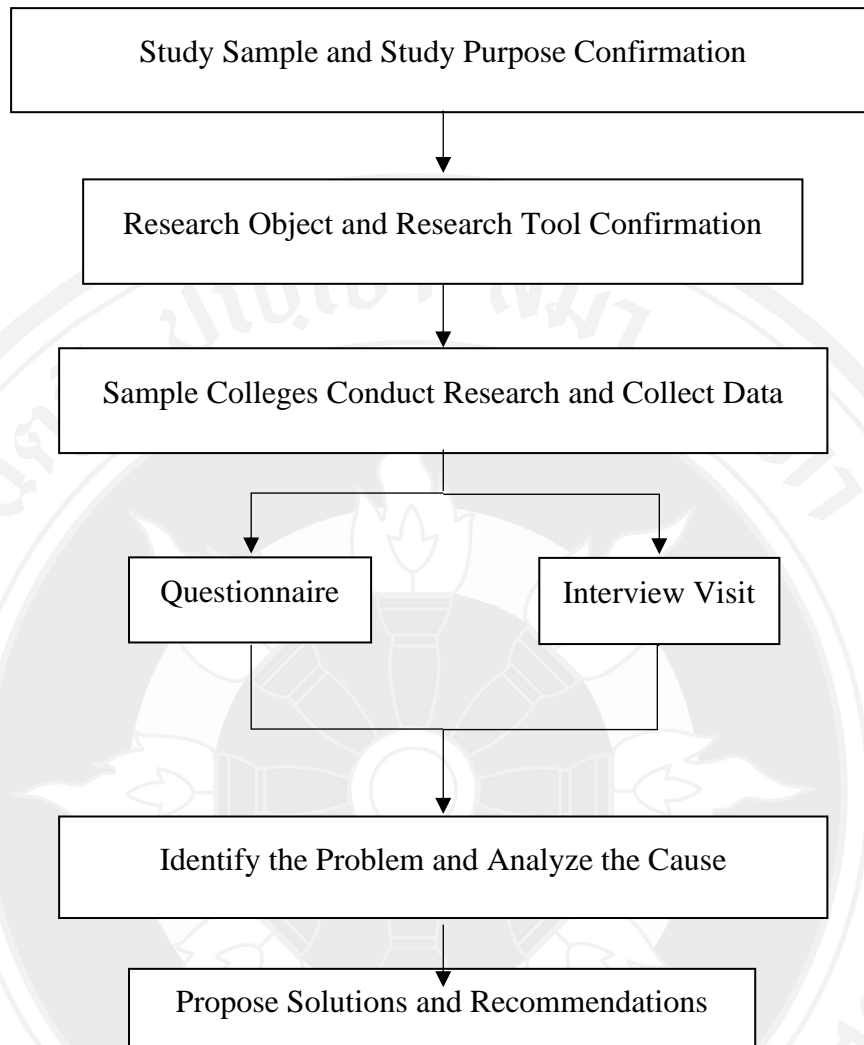 Study Sample and Study Purpose Confirmation
Research Object and Research Tool Confirmation
Sample Colleges Conduct Research and Collect Data
Questionnaire
Interview Visit
Identify the Problem and Analyze the Cause
Propose Solutions and Recommendations